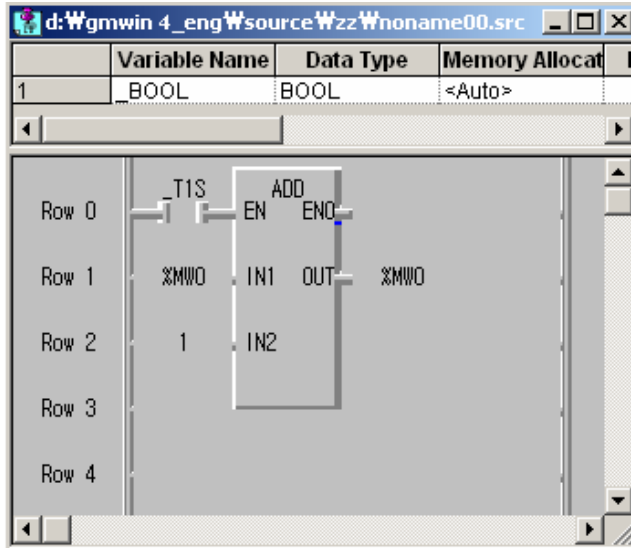 d:₩gmwin 4_eng₩source₩zz₩noname00.src
Variable Name Data Type Memory Allocat
1 _BOOL BOOL <Auto>
_T1S ADD
Row 0 EN ENO
Row 1 %MW0 IN1 OUT %MW0
Row 2 1 IN2
Row 3
Row 4